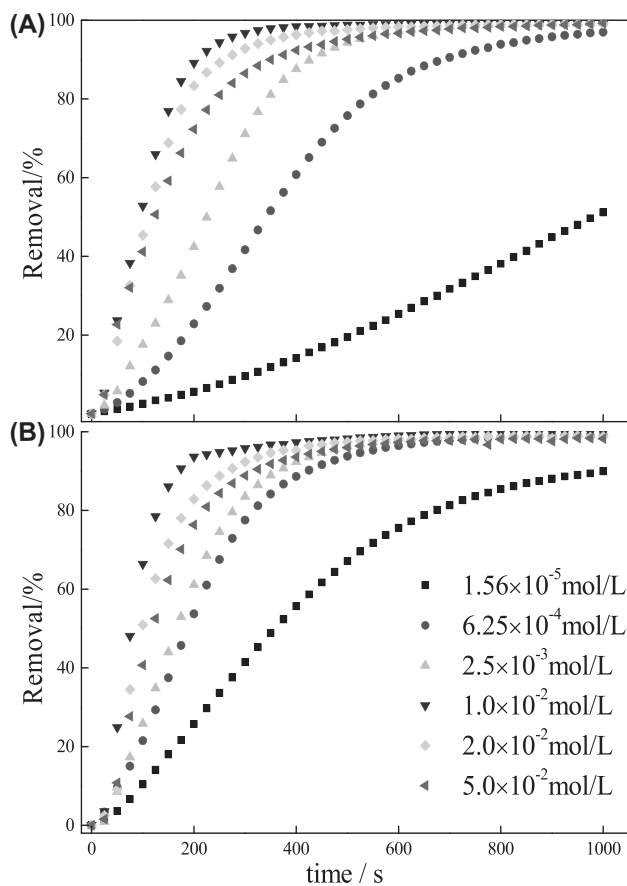 (A)
100
80
60
40
20
Removal/%
(B)
100
80
60
40
20
0
Removal/%
1.56×10⁻⁵mol/L
6.25×10⁻⁴mol/L
2.5×10⁻³mol/L
1.0×10⁻²mol/L
2.0×10⁻²mol/L
5.0×10⁻²mol/L
0 200 400 600 800 1000
time / s